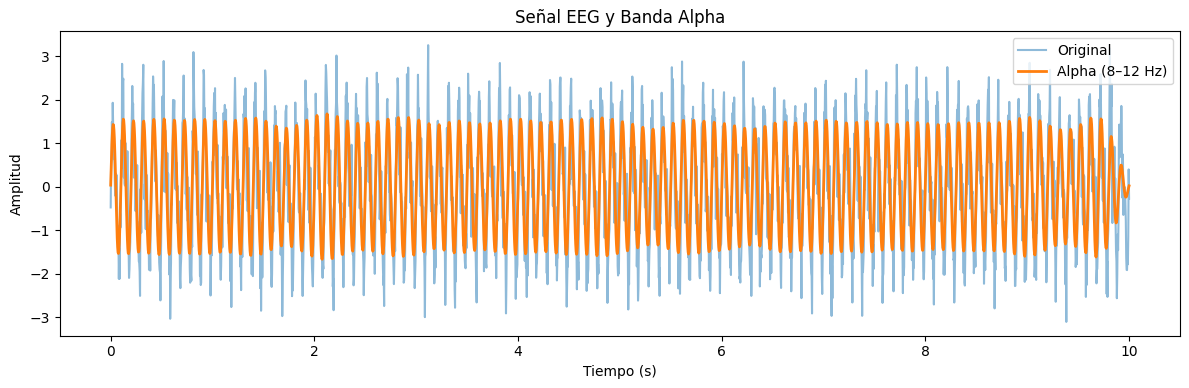 Señal EEG y Banda Alpha
Original
Alpha (8–12 Hz)
Amplitud
3
2
1
0
−1
−2
−3
0
2
4
6
8
10
Tiempo (s)